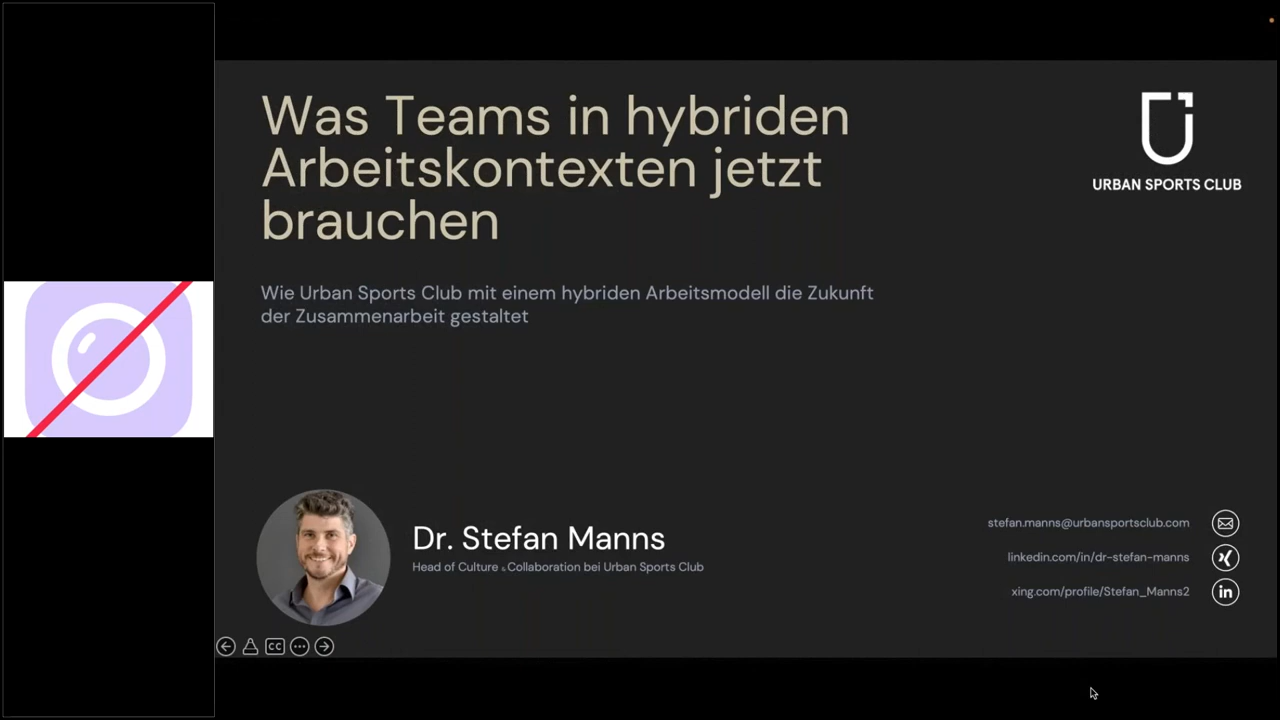 Was Teams in hybriden
Arbeitskontexten jetzt
brauchen
URBAN SPORTS CLUB
Wie Urban Sports Club mit einem hybriden Arbeitsmodell die Zukunft
der Zusammenarbeit gestaltet
Dr. Stefan Manns
Head of Culture & Collaboration bei Urban Sports Club
stefan.manns@urbansportsclub.com
linkedin.com/in/dr-stefan-manns
xing.com/profile/Stefan_Manns2
in
CC